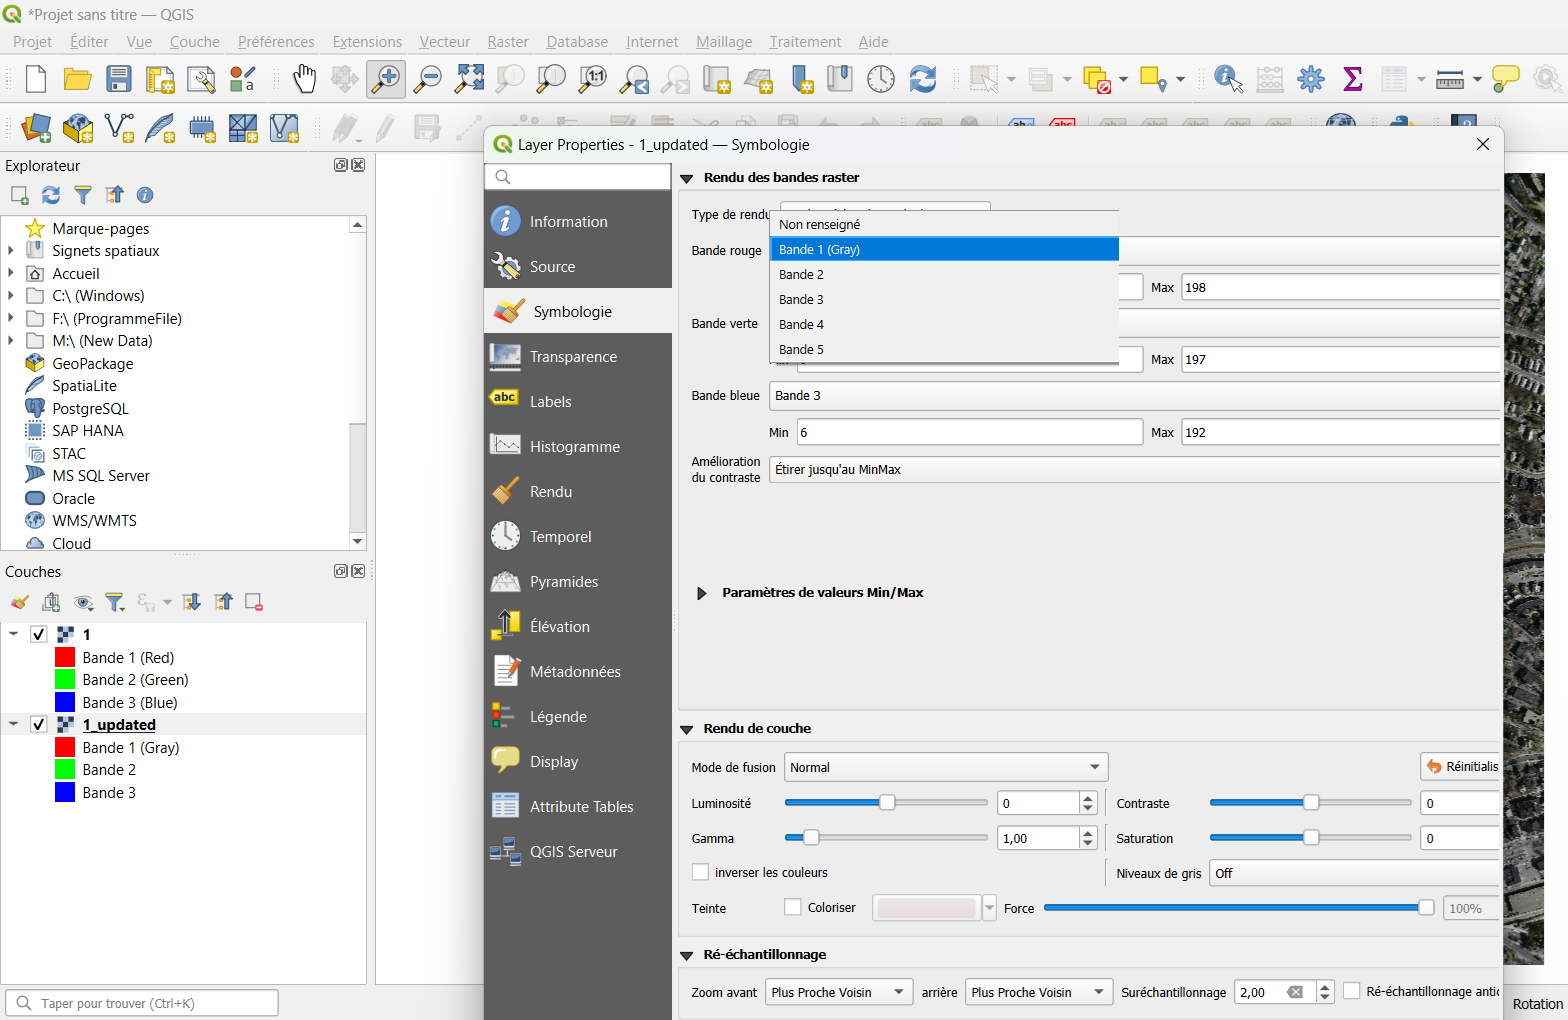 *Projet sans titre — QGIS
Projet Éditer Vue Couche Préférences Extensions Vecteur Raster Database Internet Maillage Traitement Aide
Explorateur
Marque-pages
Signets spatiaux
Accueil
C:\ (Windows)
F:\ (ProgrammeFile)
M:\ (New Data)
GeoPackage
SpatiaLite
PostgreSQL
SAP HANA
STAC
MS SQL Server
Oracle
WMS/WMTS
Cloud
Couches
1
Bande 1 (Red)
Bande 2 (Green)
Bande 3 (Blue)
1_updated
Bande 1 (Gray)
Bande 2
Bande 3
Taper pour trouver (Ctrl+K)
Layer Properties - 1_updated — Symbologie
Information
Source
Symbologie
Transparence
abc Labels
Histogramme
Rendu
Temporel
Pyramides
Élévation
Métadonnées
Légende
Display
Attribute Tables
QGIS Serveur
Rendu des bandes raster
Type de rendu
Non renseigné
Bande rouge Bande 1 (Gray)
Bande 2
Max 198
Bande 3
Bande verte Bande 4
Bande 5
Max 197
Bande bleue Bande 3
Min 6 Max 192
Amélioration
du contraste Étirer jusqu'au MinMax
Paramètres de valeurs Min/Max
Rendu de couche
Mode de fusion Normal Réinitialis
Luminosité 0 Contraste 0
Gamma 1,00 Saturation 0
inverser les couleurs Niveaux de gris Off
Teinte Coloriser Force 100%
Ré-échantillonnage
Zoom avant Plus Proche Voisin arrière Plus Proche Voisin Suréchantillonnage 2,00 Ré-échantillonnage antic
Rotation